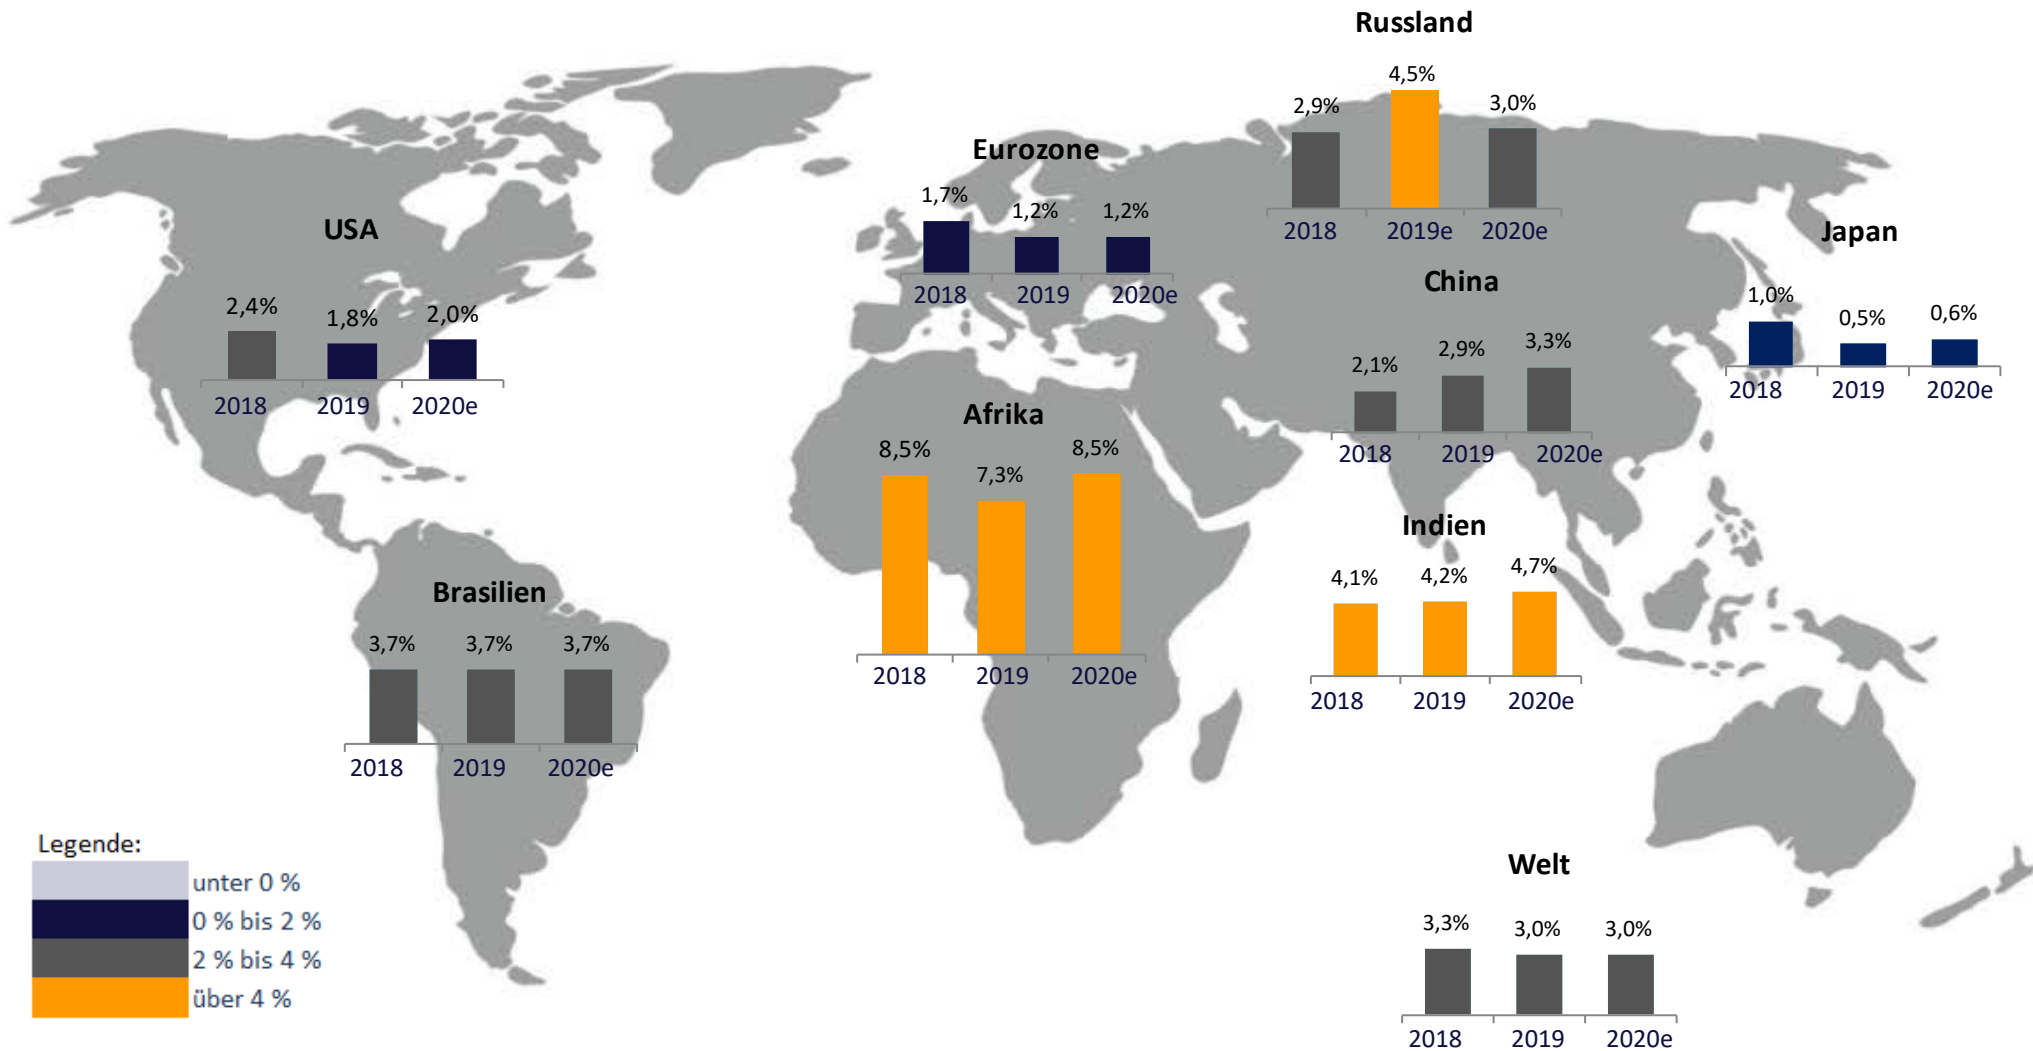 Russland
4,5%
2,9%
3,0%
2018
2019e
2020e
Eurozone
1,7%
1,2%
1,2%
2018
2019
2020e
USA
2,4%
1,8%
2,0%
2018
2019
2020e
Japan
1,0%
0,5%
0,6%
2018
2019
2020e
China
2,1%
2,9%
3,3%
2018
2019
2020e
Afrika
8,5%
7,3%
8,5%
2018
2019
2020e
Indien
4,1%
4,2%
4,7%
2018
2019
2020e
Brasilien
3,7%
3,7%
3,7%
2018
2019
2020e
Legende:
unter 0 %
0 % bis 2 %
2 % bis 4 %
über 4 %
Welt
3,3%
3,0%
3,0%
2018
2019
2020e